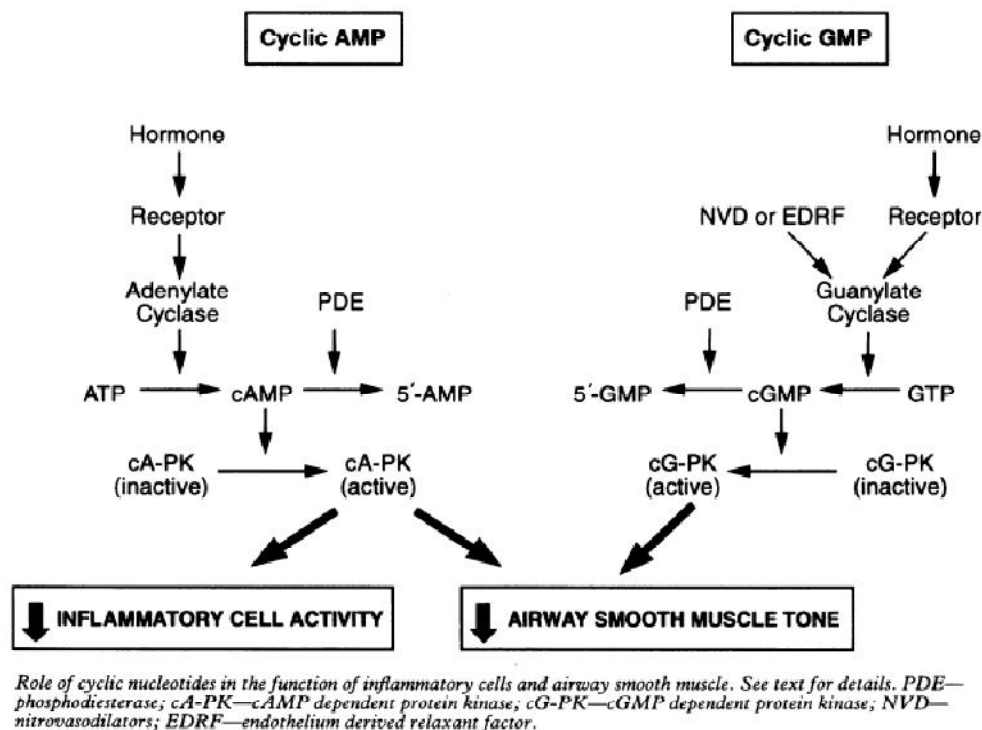 Cyclic AMP
Cyclic GMP
Hormone
Hormone
Receptor
NVD or EDRF
Receptor
Adenylate
Cyclase
PDE
PDE
Guanylate
Cyclase
ATP
cAMP
5´-AMP
5´-GMP
cGMP
GTP
cA-PK
(inactive)
cA-PK
(active)
cG-PK
(active)
cG-PK
(inactive)
INFLAMMATORY CELL ACTIVITY
AIRWAY SMOOTH MUSCLE TONE
Role of cyclic nucleotides in the function of inflammatory cells and airway smooth muscle. See text for details. PDE—
phosphodiesterase; cA-PK—cAMP dependent protein kinase; cG-PK—cGMP dependent protein kinase; NVD—
nitrovasodilators; EDRF—endothelium derived relaxant factor.